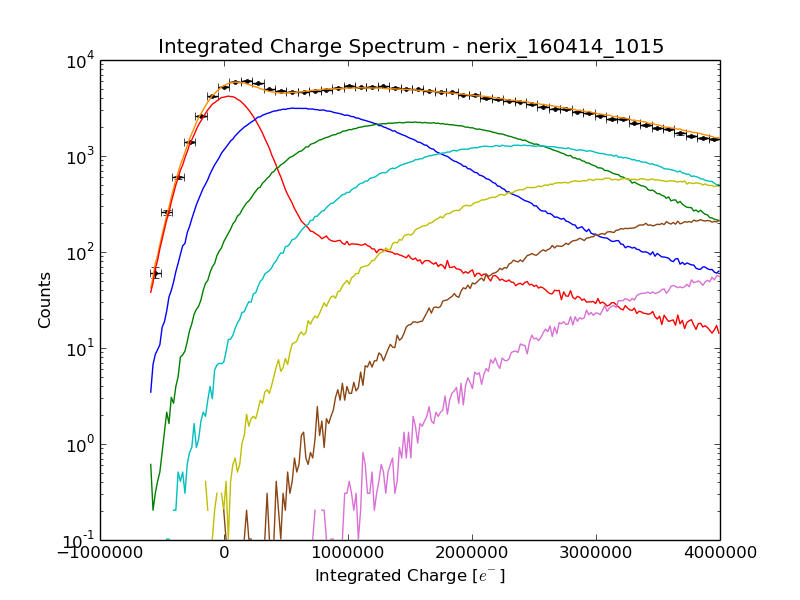 Integrated Charge Spectrum - nerix_160414_1015
10^4
10^3
10^2
10^1
10^0
10^-1
Counts
−1000000 0 1000000 2000000 3000000 4000000
Integrated Charge [e^-]